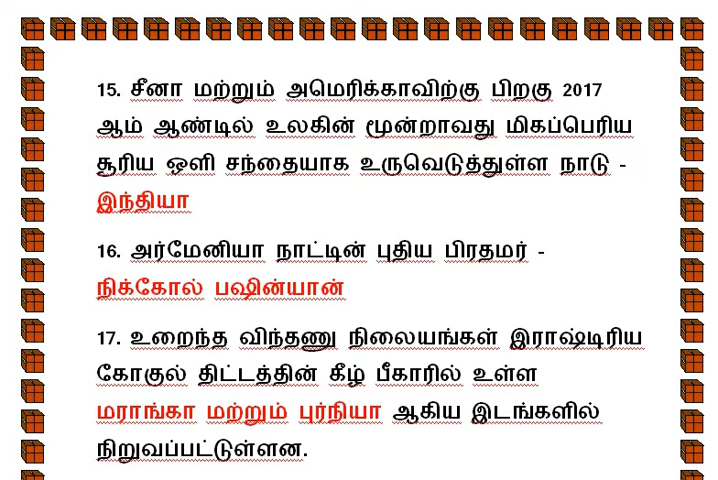 15. சீனா மற்றும் அமெரிக்காவிற்கு பிறகு 2017
ஆம் ஆண்டில் உலகின் மூன்றாவது மிகப்பெரிய
சூரிய ஒளி சந்தையாக உருவெடுத்துள்ள நாடு -
இந்தியா
16. அர்மேனியா நாட்டின் புதிய பிரதமர் -
நிக்கோல் பஷின்யான்
17. உறைந்த விந்தணு நிலையங்கள் இராஷ்டிரிய
கோகுல் திட்டத்தின் கீழ் பீகாரில் உள்ள
மராங்கா மற்றும் புர்நியா ஆகிய இடங்களில்
நிறுவப்பட்டுள்ளன.